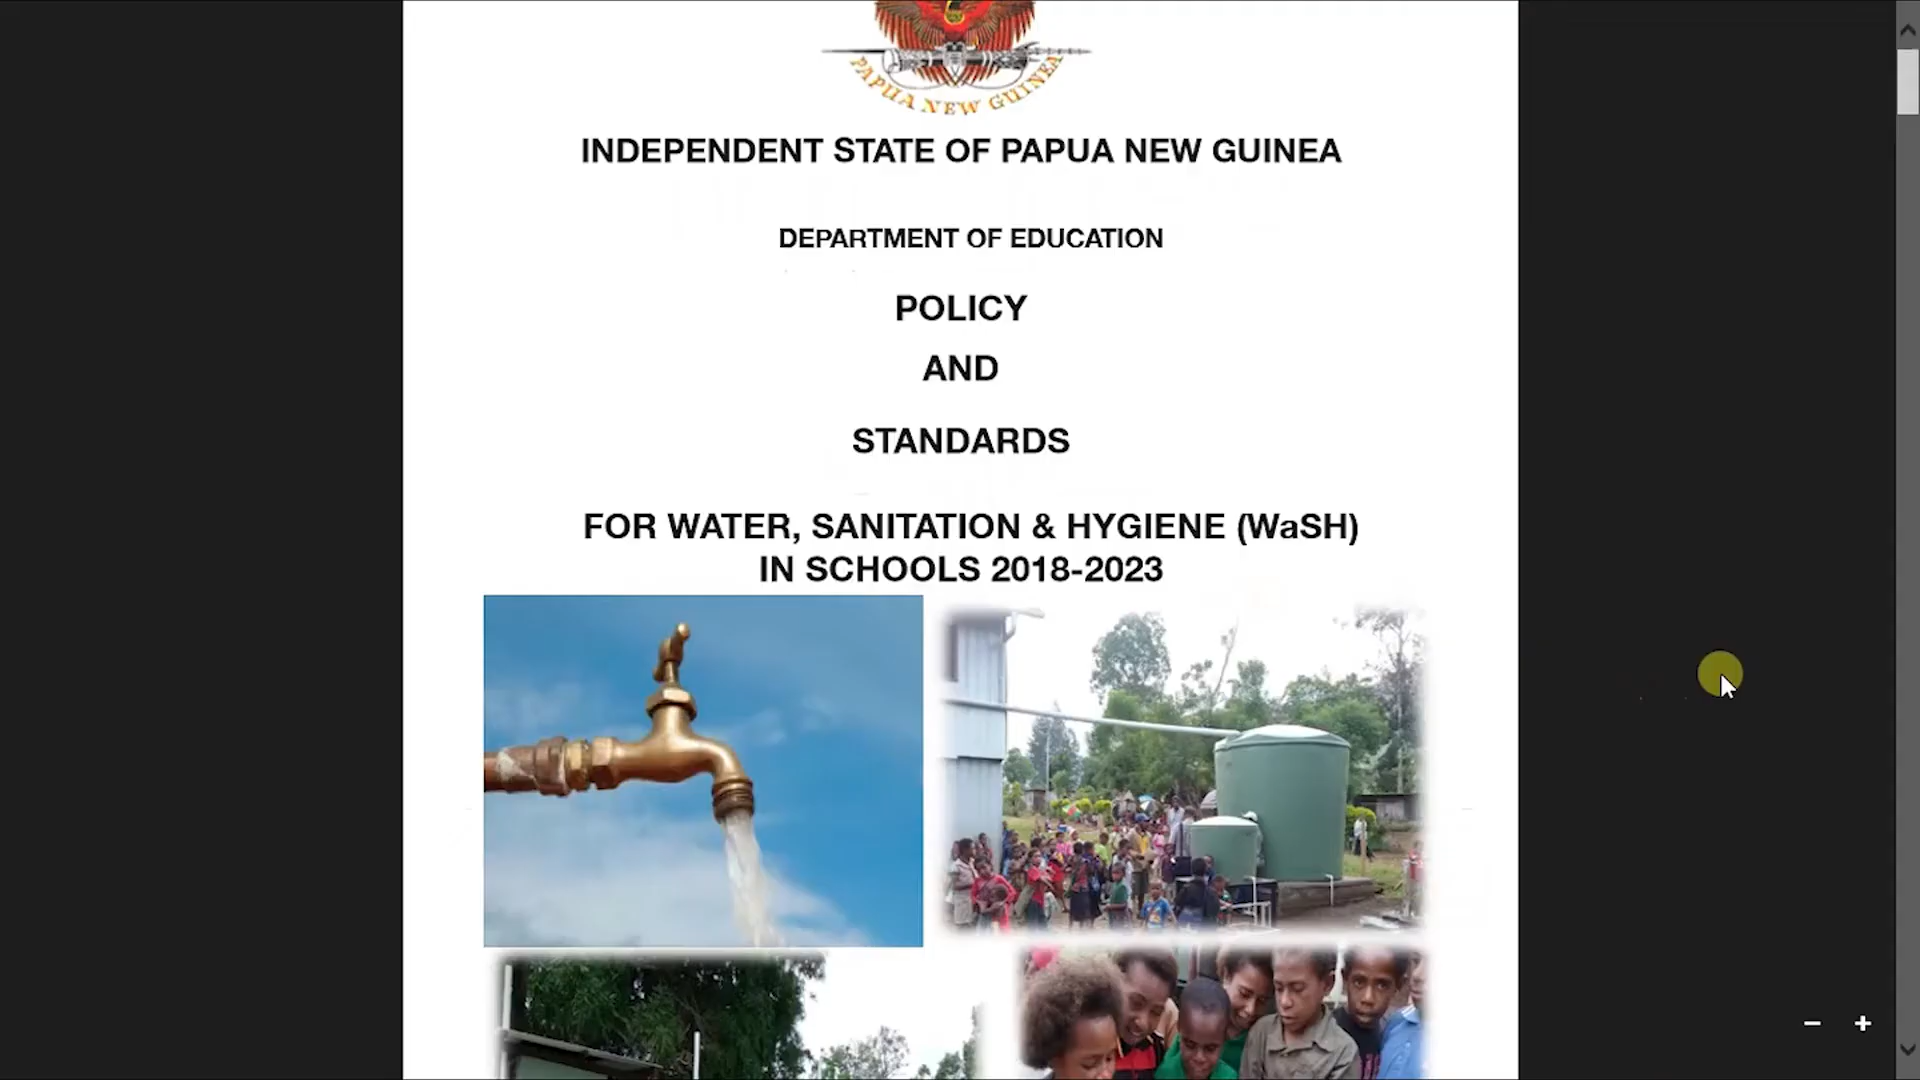 PAPUA NEW GUINEA
INDEPENDENT STATE OF PAPUA NEW GUINEA
DEPARTMENT OF EDUCATION
POLICY
AND
STANDARDS
FOR WATER, SANITATION & HYGIENE (WaSH)
IN SCHOOLS 2018-2023